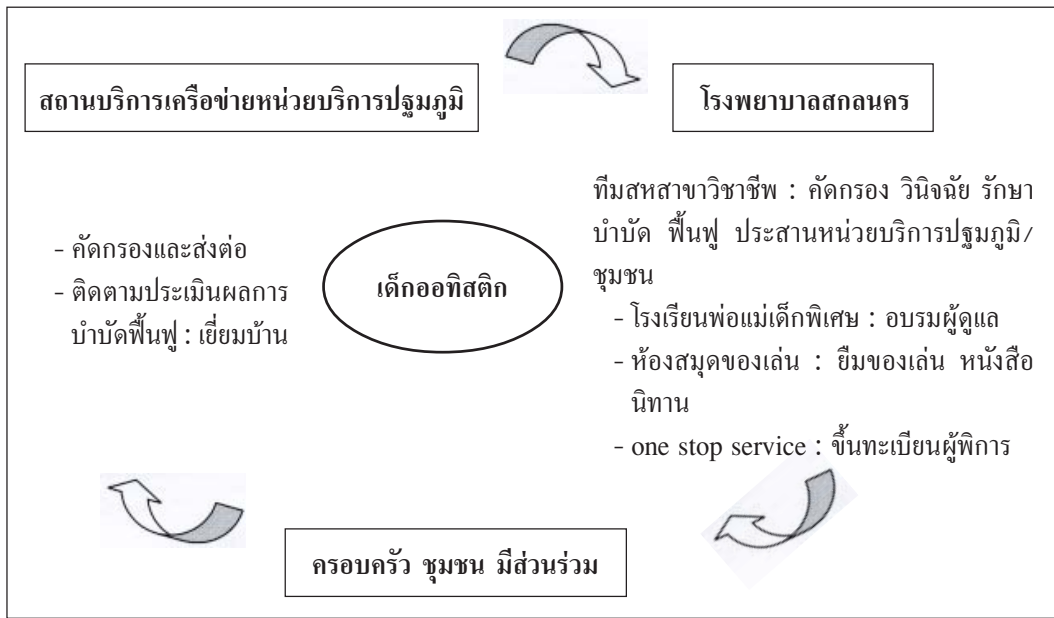 สถานบริการเครือข่ายหน่วยบริการปฐมภูมิ
โรงพยาบาลสกลนคร
- คัดกรองและส่งต่อ
- ติดตามประเมินผลการ
บำบัดฟื้นฟู : เยี่ยมบ้าน
เด็กออทิสติก
ทีมสหสาขาวิชาชีพ : คัดกรอง วินิจฉัย รักษา
บำบัด ฟื้นฟู ประสานหน่วยบริการปฐมภูมิ/
ชุมชน
- โรงเรียนพ่อแม่เด็กพิเศษ : อบรมผู้ดูแล
- ห้องสมุดของเล่น : ยืมของเล่น หนังสือ
นิทาน
- one stop service : ขึ้นทะเบียนผู้พิการ
ครอบครัว ชุมชน มีส่วนร่วม